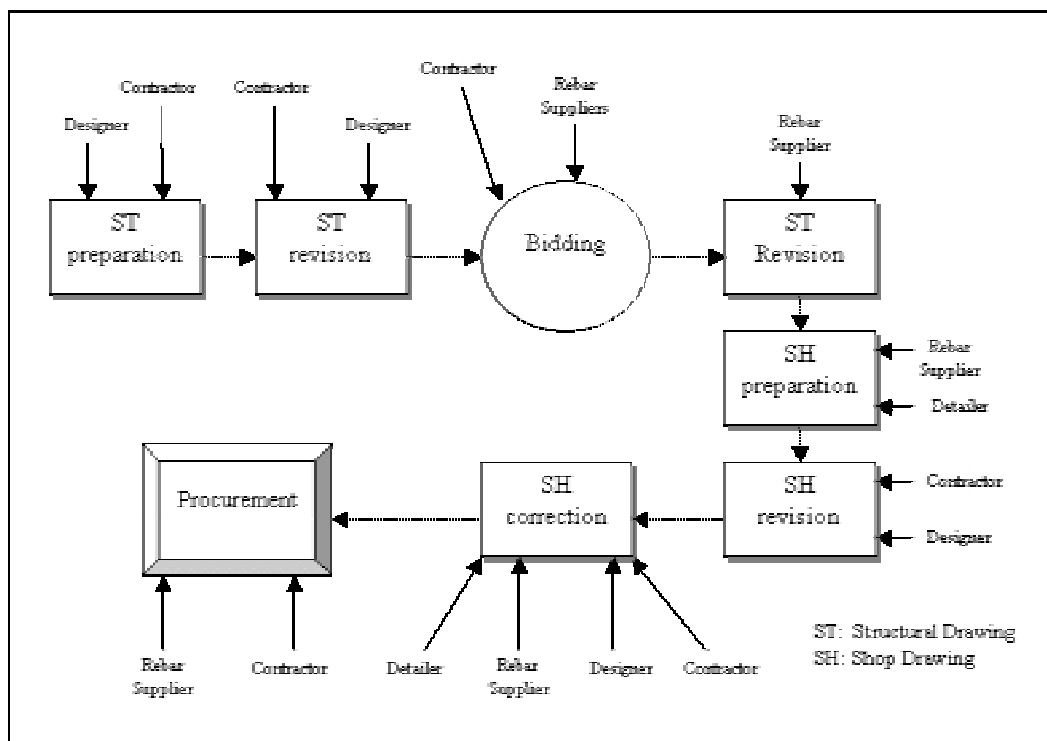 Contractor
Designer
Contractor
Designer
Contractor
Rebar
Suppliers
Rebar
Supplier
ST
preparation
ST
revision
Bidding
ST
Revision
SH
preparation
Rebar
Supplier
Detailer
SH
revision
Contractor
Designer
SH
correction
Procurement
Rebar
Supplier
Contractor
Detailer
Rebar
Supplier
Designer
Contractor
ST: Structural Drawing
SH: Shop Drawing